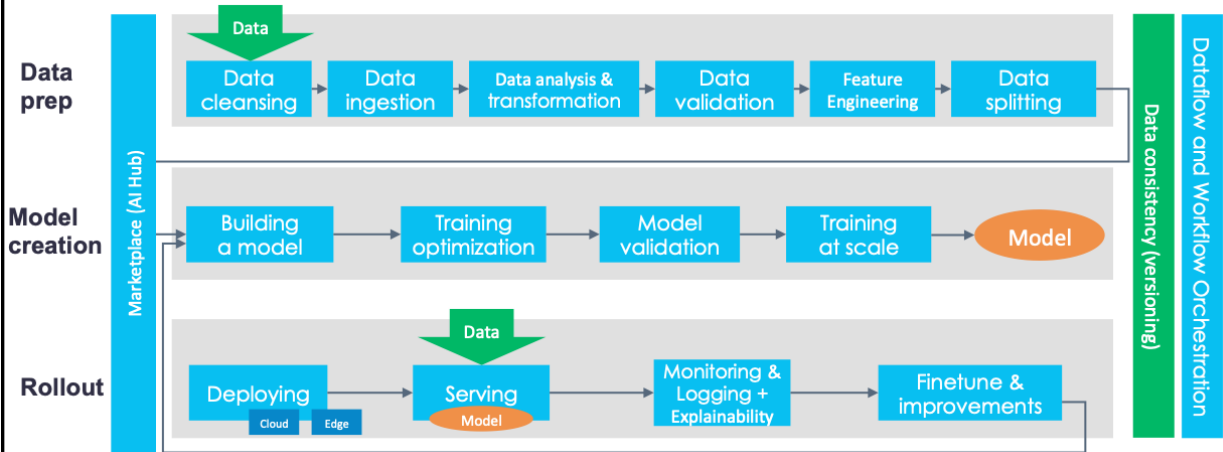 Data
Data
prep
Data
cleansing
Data
ingestion
Data analysis &
transformation
Data
validation
Feature
Engineering
Data
splitting
Marketplace (AI Hub)
Data consistency (versioning)
Dataflow and Workflow Orchestration
Model
creation
Building
a model
Training
optimization
Model
validation
Training
at scale
Model
Data
Rollout
Deploying
Cloud
Edge
Serving
Model
Monitoring &
Logging +
Explainability
Finetune &
improvements